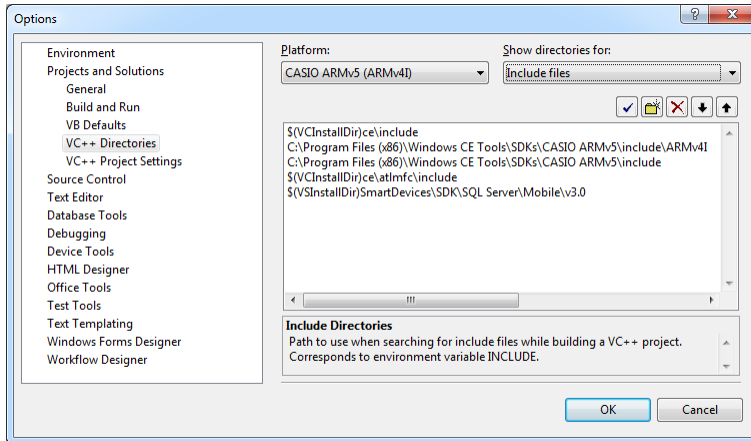 Options
Environment
Projects and Solutions
General
Build and Run
VB Defaults
VC++ Directories
VC++ Project Settings
Source Control
Text Editor
Database Tools
Debugging
Device Tools
HTML Designer
Office Tools
Test Tools
Text Templating
Windows Forms Designer
Workflow Designer
Platform:
CASIO ARMv5 (ARMv4I)
Show directories for:
Include files
$(VCInstallDir)ce\include
C:\Program Files (x86)\Windows CE Tools\SDKs\CASIO ARMv5\include\ARMv4I
C:\Program Files (x86)\Windows CE Tools\SDKs\CASIO ARMv5\include
$(VCInstallDir)ce\atlmfc\include
$(VSInstallDir)SmartDevices\SDK\SQL Server\Mobile\v3.0
Include Directories
Path to use when searching for include files while building a VC++ project.
Corresponds to environment variable INCLUDE.
OK
Cancel